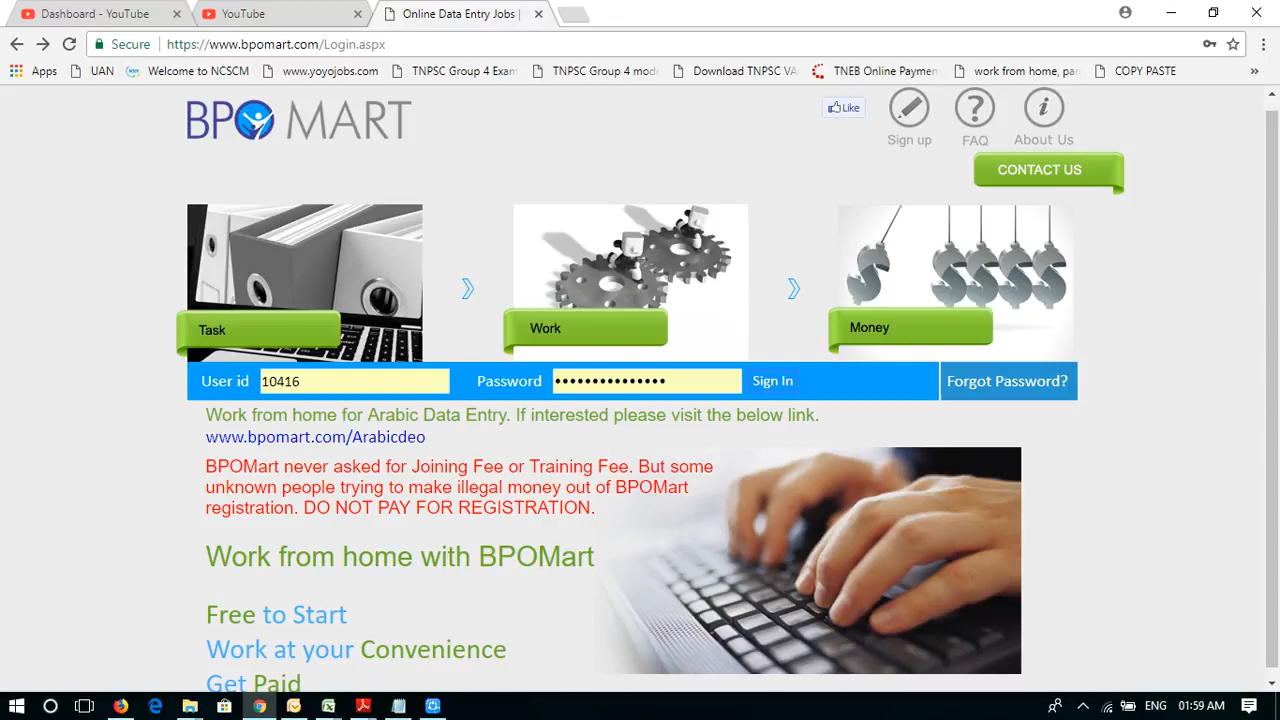 Dashboard - YouTube
YouTube
Online Data Entry Jobs |
Secure
https://www.bpomart.com/Login.aspx
Apps
UAN
Welcome to NCSCM
www.yoyojobs.com
TNPSC Group 4 Exam
TNPSC Group 4 mode
Download TNPSC VA
TNEB Online Paymen
work from home, par
COPY PASTE
BPO MART
Like
Sign up
FAQ
About Us
CONTACT US
Task
Work
Money
User id
10416
Password
Sign In
Forgot Password?
Work from home for Arabic Data Entry. If interested please visit the below link.
www.bpomart.com/Arabicdeo
BPOMart never asked for Joining Fee or Training Fee. But some
unknown people trying to make illegal money out of BPOMart
registration. DO NOT PAY FOR REGISTRATION.
Work from home with BPOMart
Free to Start
Work at your Convenience
Get Paid
ENG
01:59 AM